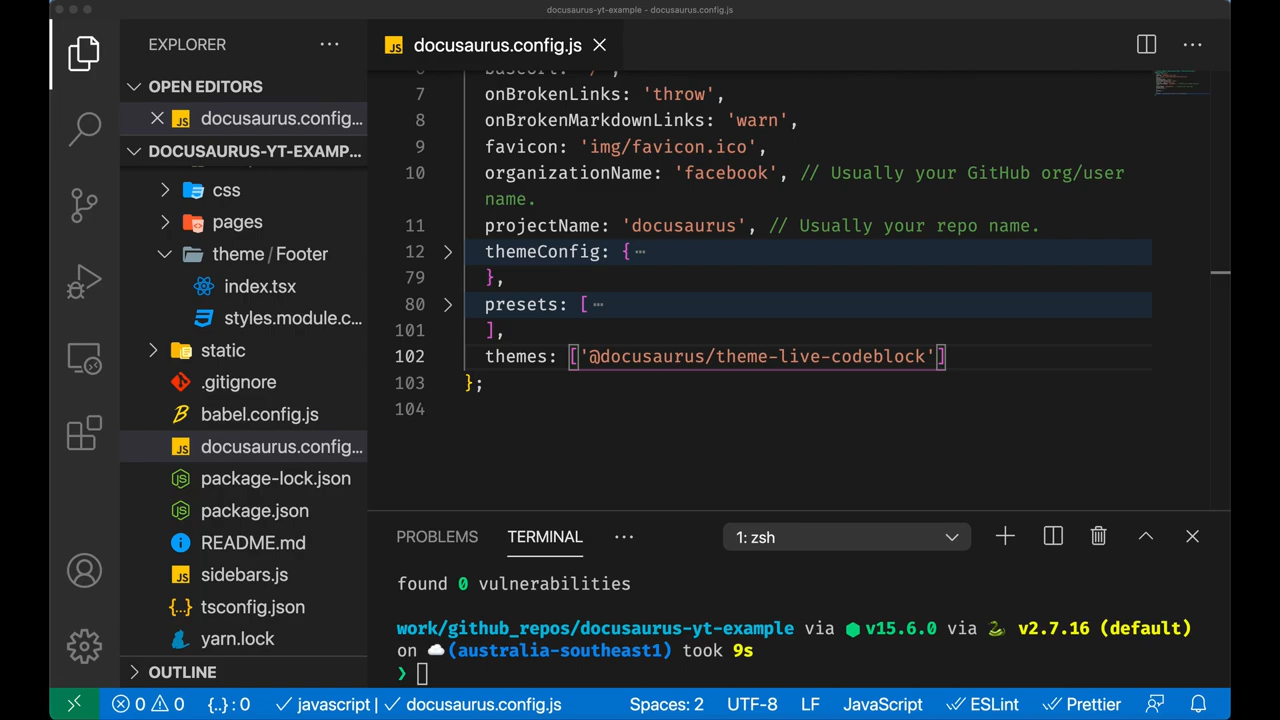 docusaurus-yt-example - docusaurus.config.js
EXPLORER
OPEN EDITORS
docusaurus.config...
DOCUSAURUS-YT-EXAMP...
css
pages
theme/Footer
index.tsx
styles.module.c...
static
.gitignore
babel.config.js
docusaurus.config...
package-lock.json
package.json
README.md
sidebars.js
tsconfig.json
yarn.lock
OUTLINE
docusaurus.config.js
7 onBrokenLinks: 'throw',
8 onBrokenMarkdownLinks: 'warn',
9 favicon: 'img/favicon.ico',
10 organizationName: 'facebook', // Usually your GitHub org/user
name.
11 projectName: 'docusaurus', // Usually your repo name.
12 themeConfig: {
79 },
80 presets: [
101 ],
102 themes: ['@docusaurus/theme-live-codeblock']
103 };
104
PROBLEMS TERMINAL 1: zsh
found 0 vulnerabilities
work/github_repos/docusaurus-yt-example via v15.6.0 via v2.7.16 (default)
on (australia-southeast1) took 9s
❯
0 0 {..} : 0 javascript | docusaurus.config.js Spaces: 2 UTF-8 LF JavaScript ESLint Prettier